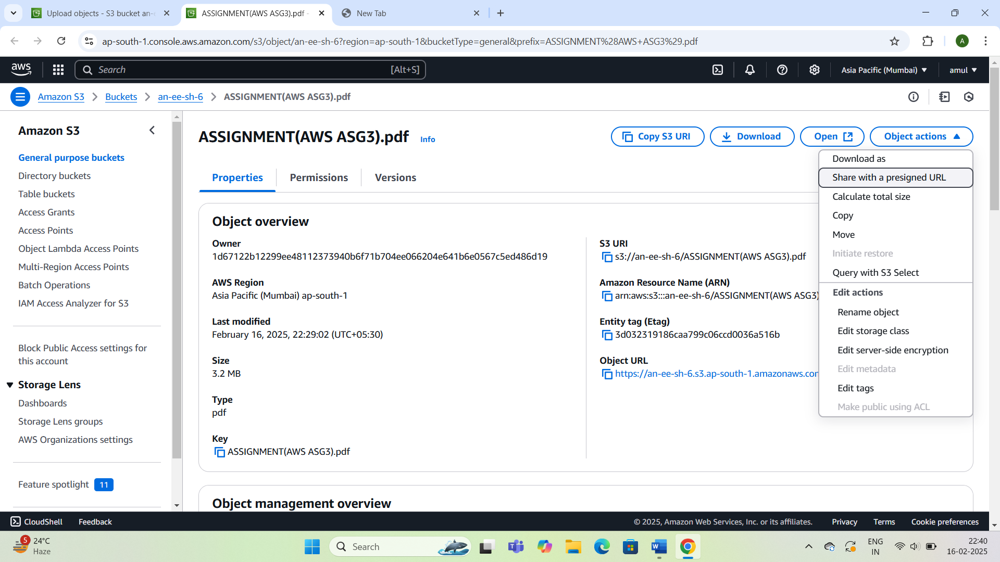 Upload objects - S3 bucket an-e
ASSIGNMENT(AWS ASG3).pdf -
New Tab
ap-south-1.console.aws.amazon.com/s3/object/an-ee-sh-6?region=ap-south-1&bucketType=general&prefix=ASSIGNMENT%28AWS+ASG3%29.pdf
A
aws
Search
[Alt+S]
Asia Pacific (Mumbai)
amul
Amazon S3
Buckets
an-ee-sh-6
ASSIGNMENT(AWS ASG3).pdf
Amazon S3
General purpose buckets
Directory buckets
Table buckets
Access Grants
Access Points
Object Lambda Access Points
Multi-Region Access Points
Batch Operations
IAM Access Analyzer for S3
Block Public Access settings for
this account
Storage Lens
Dashboards
Storage Lens groups
AWS Organizations settings
Feature spotlight 11
ASSIGNMENT(AWS ASG3).pdf Info
Copy S3 URI
Download
Open
Object actions
Properties
Permissions
Versions
Object overview
Owner
1d67122b12299ee48112373940b6f71b704ee066204e641b6e0567c5ed486d19
AWS Region
Asia Pacific (Mumbai) ap-south-1
Last modified
February 16, 2025, 22:29:02 (UTC+05:30)
Size
3.2 MB
Type
pdf
Key
ASSIGNMENT(AWS ASG3).pdf
S3 URI
s3://an-ee-sh-6/ASSIGNMENT(AWS ASG3).pdf
Amazon Resource Name (ARN)
arn:aws:s3:::an-ee-sh-6/ASSIGNMENT(AWS ASG3)
Entity tag (Etag)
3d032319186caa799c06ccd0036a516b
Object URL
https://an-ee-sh-6.s3.ap-south-1.amazonaws.com
Download as
Share with a presigned URL
Calculate total size
Copy
Move
Initiate restore
Query with S3 Select
Edit actions
Rename object
Edit storage class
Edit server-side encryption
Edit metadata
Edit tags
Make public using ACL
Object management overview
CloudShell
Feedback
© 2025, Amazon Web Services, Inc. or its affiliates.
Privacy
Terms
Cookie preferences
5
24°C
Haze
Search
ENG
IN
22:40
16-02-2025